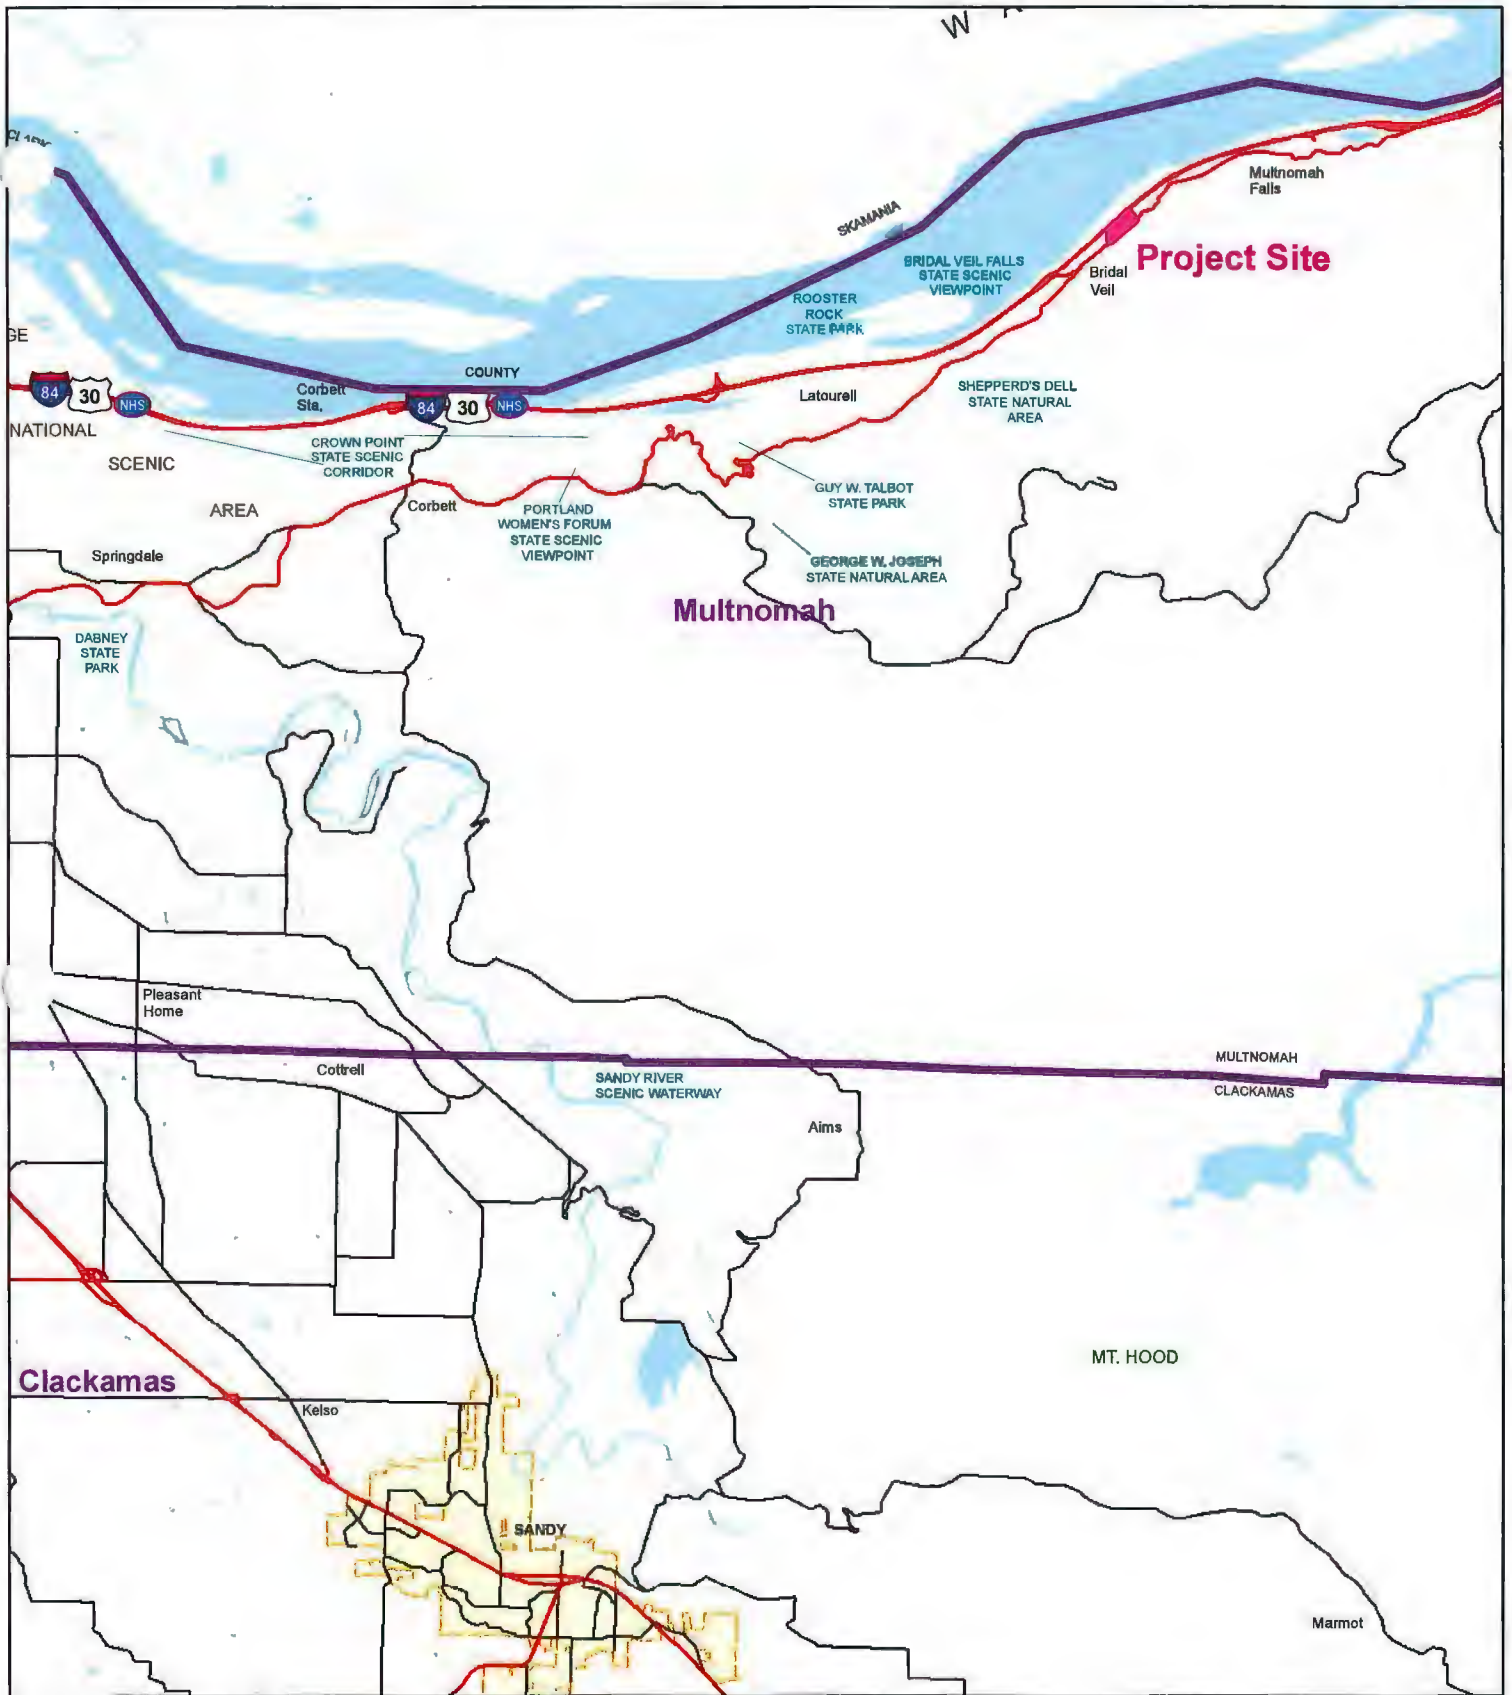 W
SKAMANIA
Multnomah
Falls
Project Site
BRIDAL VEIL FALLS
STATE SCENIC
VIEWPOINT
Bridal
Veil
ROOSTER
ROCK
STATE PARK
GE
COUNTY
84
30
NHS
Corbett
Sta.
84
30
NHS
Latourell
SHEPPERD'S DELL
STATE NATURAL
AREA
NATIONAL
SCENIC
AREA
CROWN POINT
STATE SCENIC
CORRIDOR
Corbett
PORTLAND
WOMEN'S FORUM
STATE SCENIC
VIEWPOINT
GUY W. TALBOT
STATE PARK
GEORGE W. JOSEPH
STATE NATURAL AREA
Springdale
Multnomah
DABNEY
STATE
PARK
Pleasant
Home
Cottrell
SANDY RIVER
SCENIC WATERWAY
MULTNOMAH
CLACKAMAS
Aims
MT. HOOD
Clackamas
Kelso
SANDY
Marmot